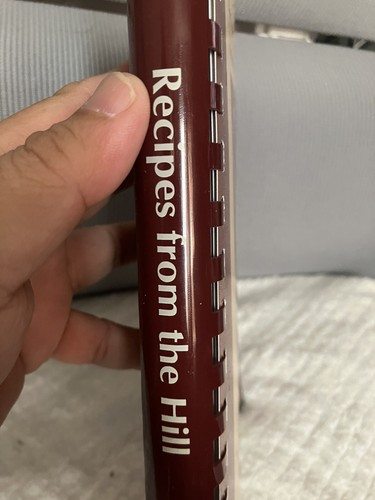 Recipes from the Hill